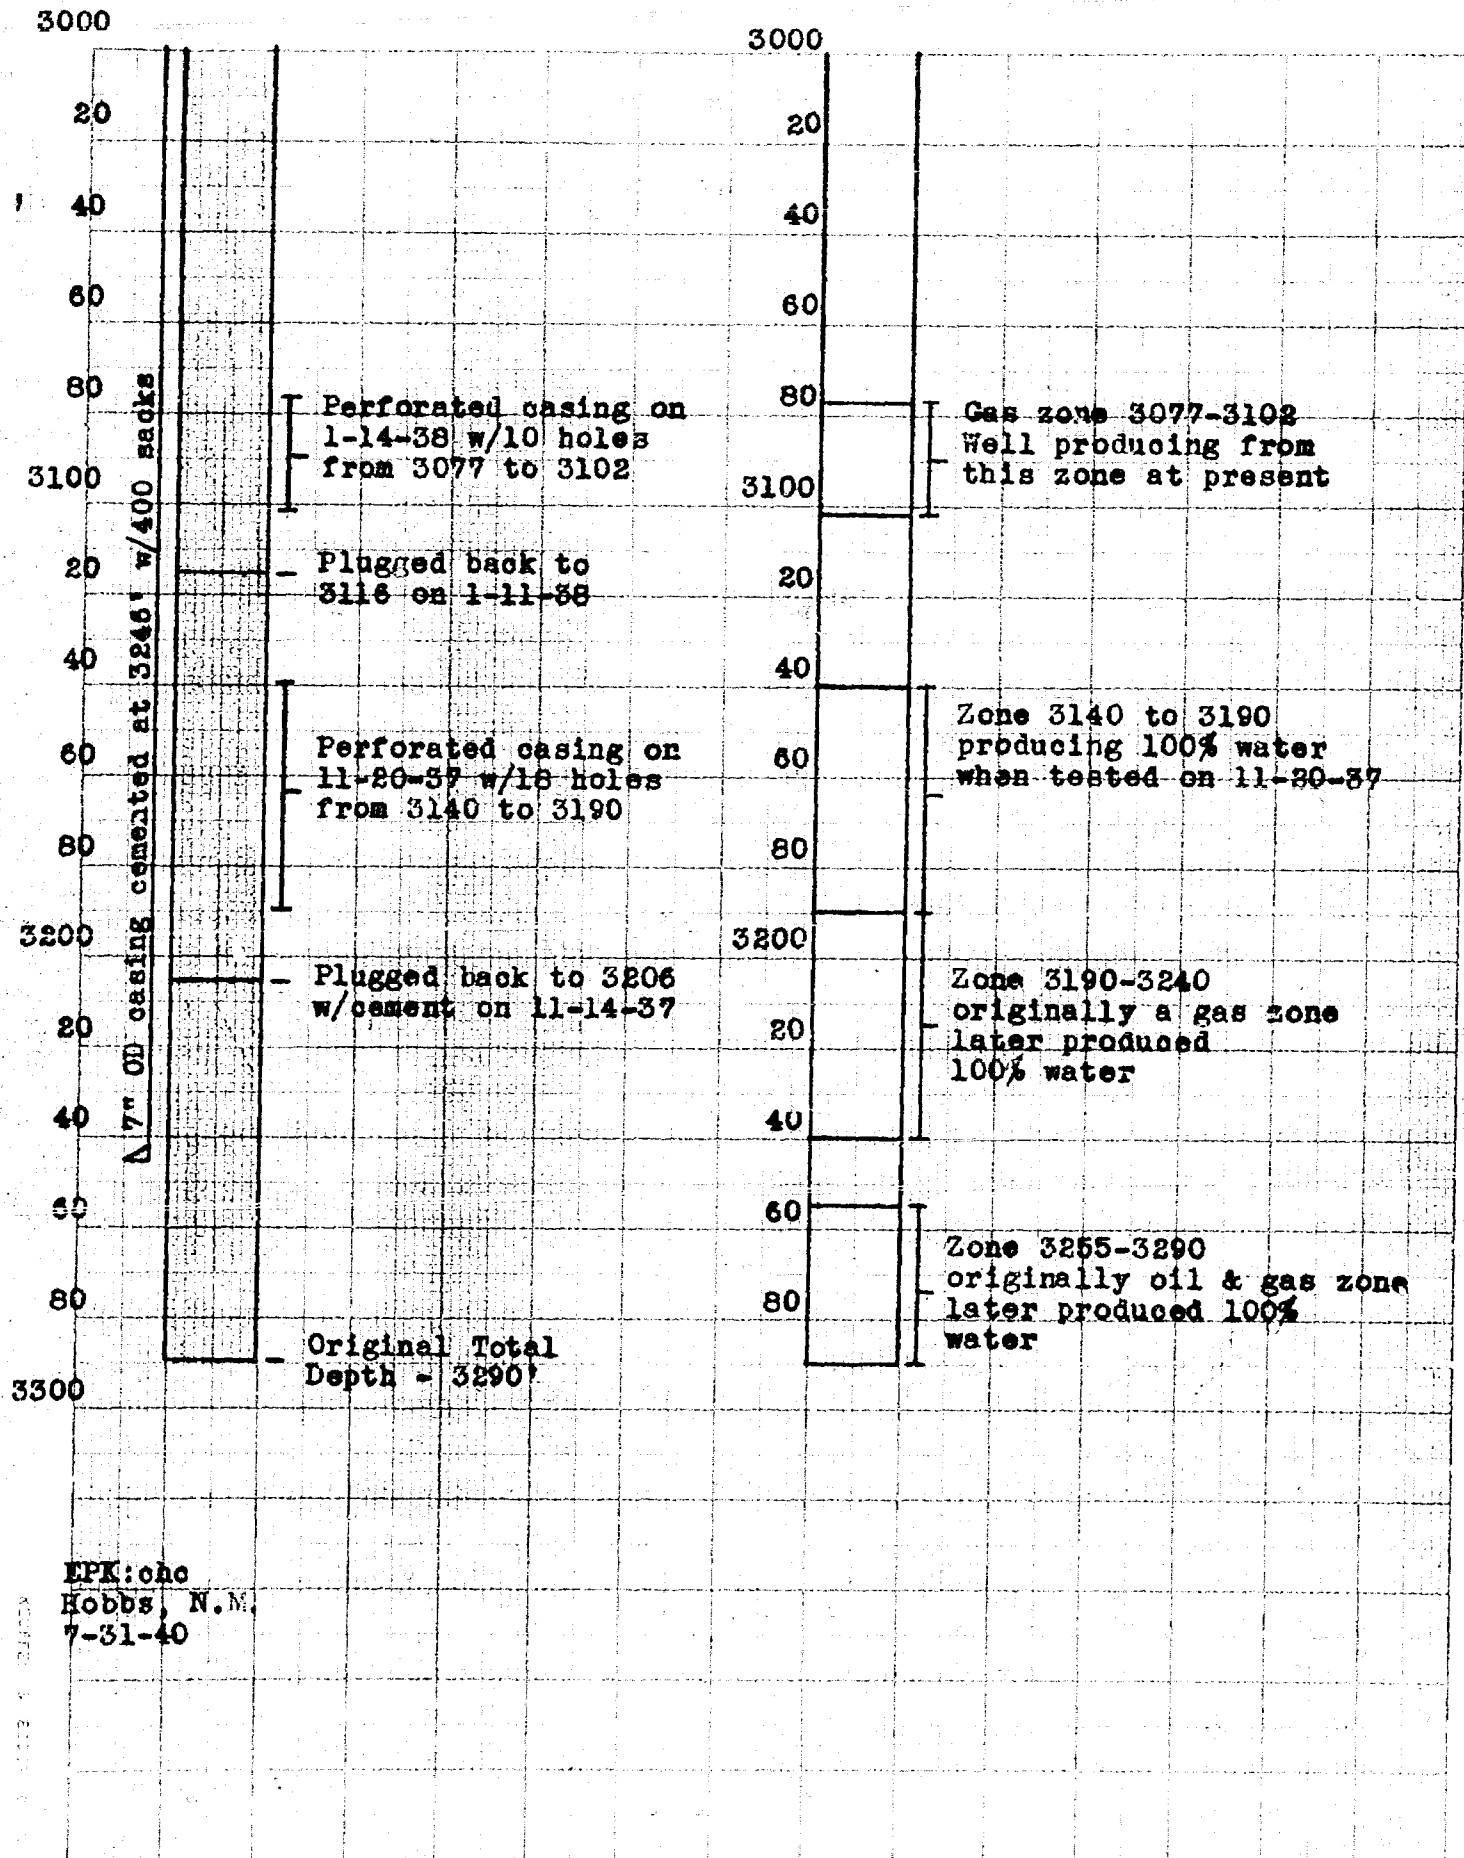 3000
20
40
60
80
3100
20
40
60
80
3200
20
40
60
80
3300
7" OD casing cemented at 3245' w/400 sacks
Perforated casing on
1-14-38 w/10 holes
from 3077 to 3102
Plugged back to
3116 on 1-11-38
Perforated casing on
11-20-37 w/18 holes
from 3140 to 3190
Plugged back to 3206
w/cement on 11-14-37
Original Total
Depth - 3290'
3000
20
40
60
80
3100
20
40
60
80
3200
20
40
60
80
Gas zone 3077-3102
Well producing from
this zone at present
Zone 3140 to 3190
producing 100% water
when tested on 11-20-37
Zone 3190-3240
originally a gas zone
later produced
100% water
Zone 3255-3290
originally oil & gas zone
later produced 100%
water
EPK:chc
Hobbs, N.M.
7-31-40